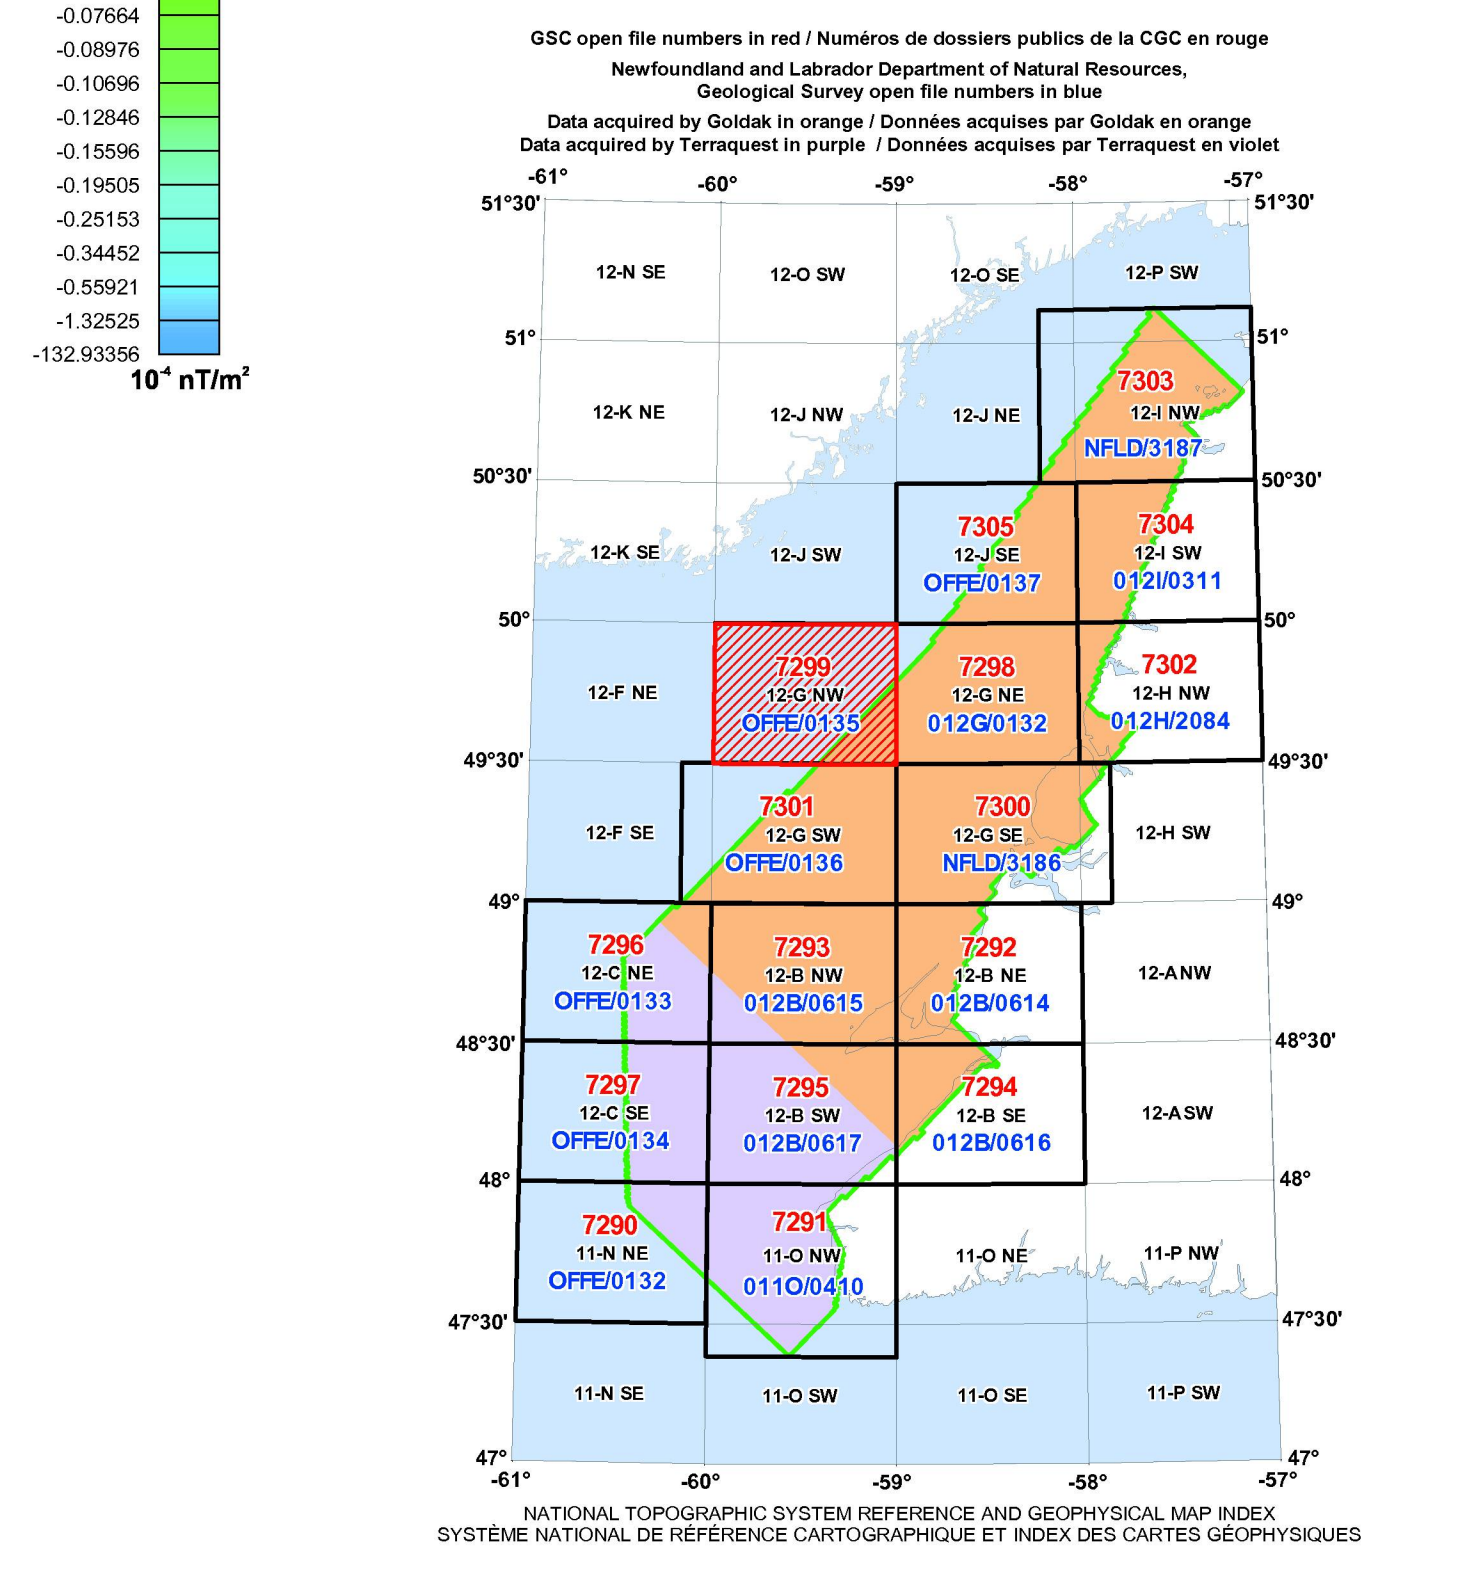 -0.07664
-0.08976
-0.10696
-0.12846
-0.15596
-0.19505
-0.25153
-0.34452
-0.55921
-1.32525
-132.93356
10⁻⁴ nT/m²
GSC open file numbers in red / Numéros de dossiers publics de la CGC en rouge
Newfoundland and Labrador Department of Natural Resources,
Geological Survey open file numbers in blue
Data acquired by Goldak in orange / Données acquises par Goldak en orange
Data acquired by Terraquest in purple / Données acquises par Terraquest en violet
-61° -60° -59° -58° -57°
51°30' 51°30'
12-N SE 12-O SW 12-O SE 12-P SW
51° 51°
7303
12-K NE 12-J NW 12-J NE 12-I NW
NFLD/3187
50°30' 50°30'
7305 7304
12-K SE 12-J SW 12-J SE 12-I SW
OFFE/0137 012I/0311
50° 50°
7299 7298 7302
12-F NE 12-G NW 12-G NE 12-H NW
OFFE/0135 012G/0132 012H/2084
49°30' 49°30'
7301 7300
12-F SE 12-G SW 12-G SE 12-H SW
OFFE/0136 NFLD/3186
49° 49°
7296 7293 7292
12-C NE 12-B NW 12-B NE 12-A NW
OFFE/0133 012B/0615 012B/0614
48°30' 48°30'
7297 7295 7294
12-C SE 12-B SW 12-B SE 12-A SW
OFFE/0134 012B/0617 012B/0616
48° 48°
7290 7291
11-N NE 11-O NW 11-O NE 11-P NW
OFFE/0132 011O/0410
47°30' 47°30'
11-N SE 11-O SW 11-O SE 11-P SW
47° 47°
-61° -60° -59° -58° -57°
NATIONAL TOPOGRAPHIC SYSTEM REFERENCE AND GEOPHYSICAL MAP INDEX
SYSTÈME NATIONAL DE RÉFÉRENCE CARTOGRAPHIQUE ET INDEX DES CARTES GÉOPHYSIQUES